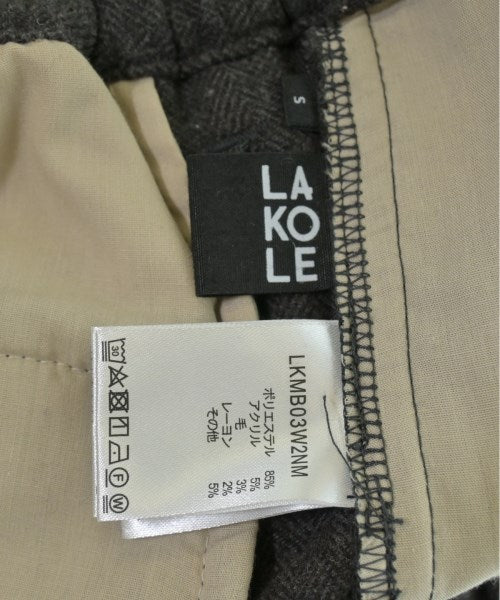 S
LA
KO
LE
LKMB03W2NM
ポリエステル 85%
アクリル 5%
毛 3%
レーヨン 2%
その他 5%
30
F
W